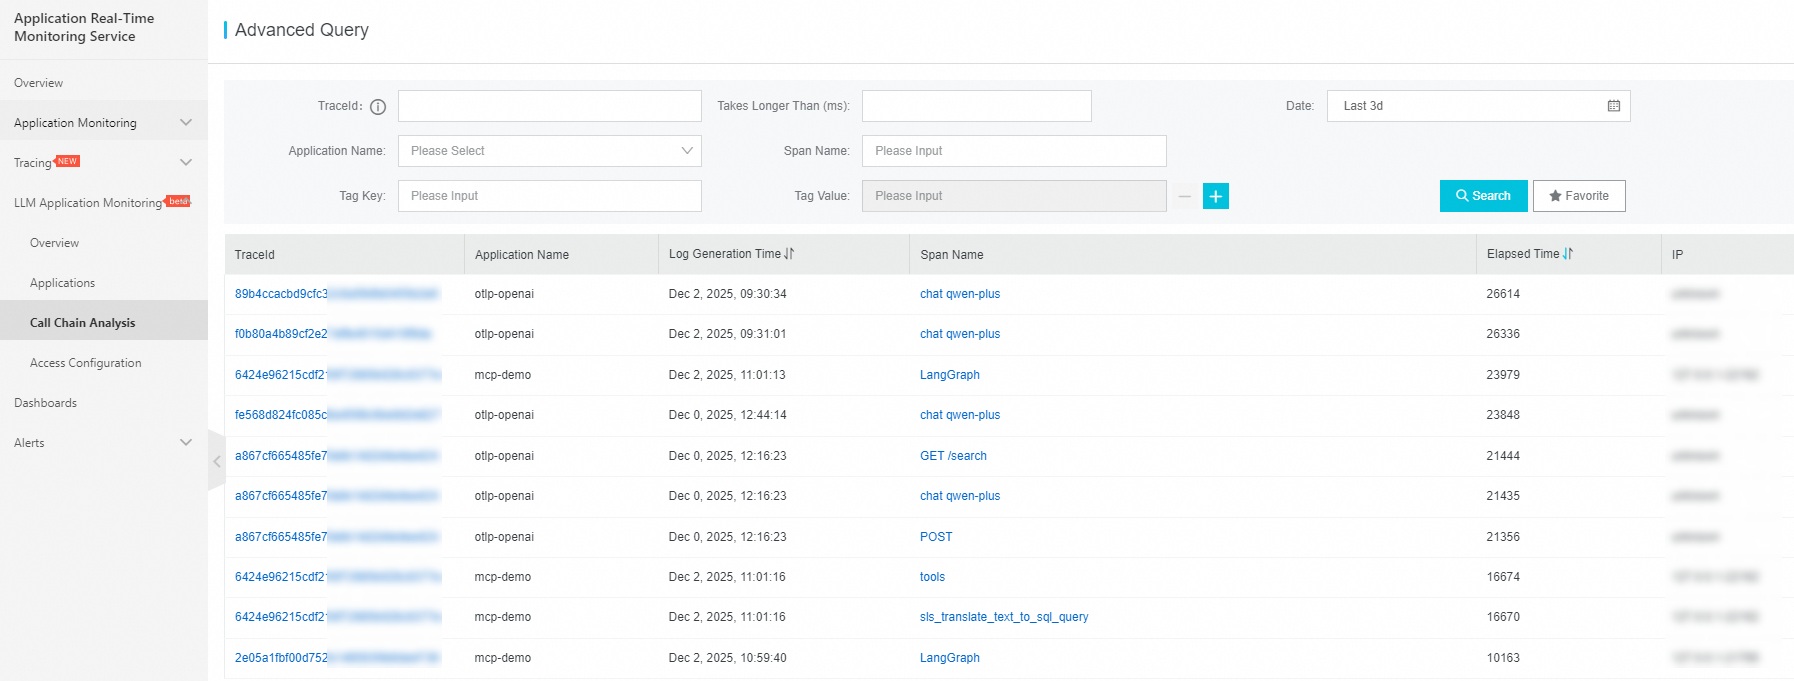 Application Real-Time
Monitoring Service
Overview
Application Monitoring
Tracing NEW
LLM Application Monitoring beta
Overview
Applications
Call Chain Analysis
Access Configuration
Dashboards
Alerts
Advanced Query
TraceId: Takes Longer Than (ms): Date: Last 3d
Application Name: Please Select Span Name: Please Input
Tag Key: Please Input Tag Value: Please Input Search Favorite
TraceId Application Name Log Generation Time Span Name Elapsed Time IP
89b4ccacbd9cfc3 otlp-openai Dec 2, 2025, 09:30:34 chat qwen-plus 26614
f0b80a4b89cf2e2 otlp-openai Dec 2, 2025, 09:31:01 chat qwen-plus 26336
6424e96215cdf2 mcp-demo Dec 2, 2025, 11:01:13 LangGraph 23979
fe568d824fc085c otlp-openai Dec 0, 2025, 12:44:14 chat qwen-plus 23848
a867cf665485fe7 otlp-openai Dec 0, 2025, 12:16:23 GET /search 21444
a867cf665485fe7 otlp-openai Dec 0, 2025, 12:16:23 chat qwen-plus 21435
a867cf665485fe7 otlp-openai Dec 0, 2025, 12:16:23 POST 21356
6424e96215cdf2 mcp-demo Dec 2, 2025, 11:01:16 tools 16674
6424e96215cdf2 mcp-demo Dec 2, 2025, 11:01:16 sls_translate_text_to_sql_query 16670
2e05a1fbf00d752 mcp-demo Dec 2, 2025, 10:59:40 LangGraph 10163